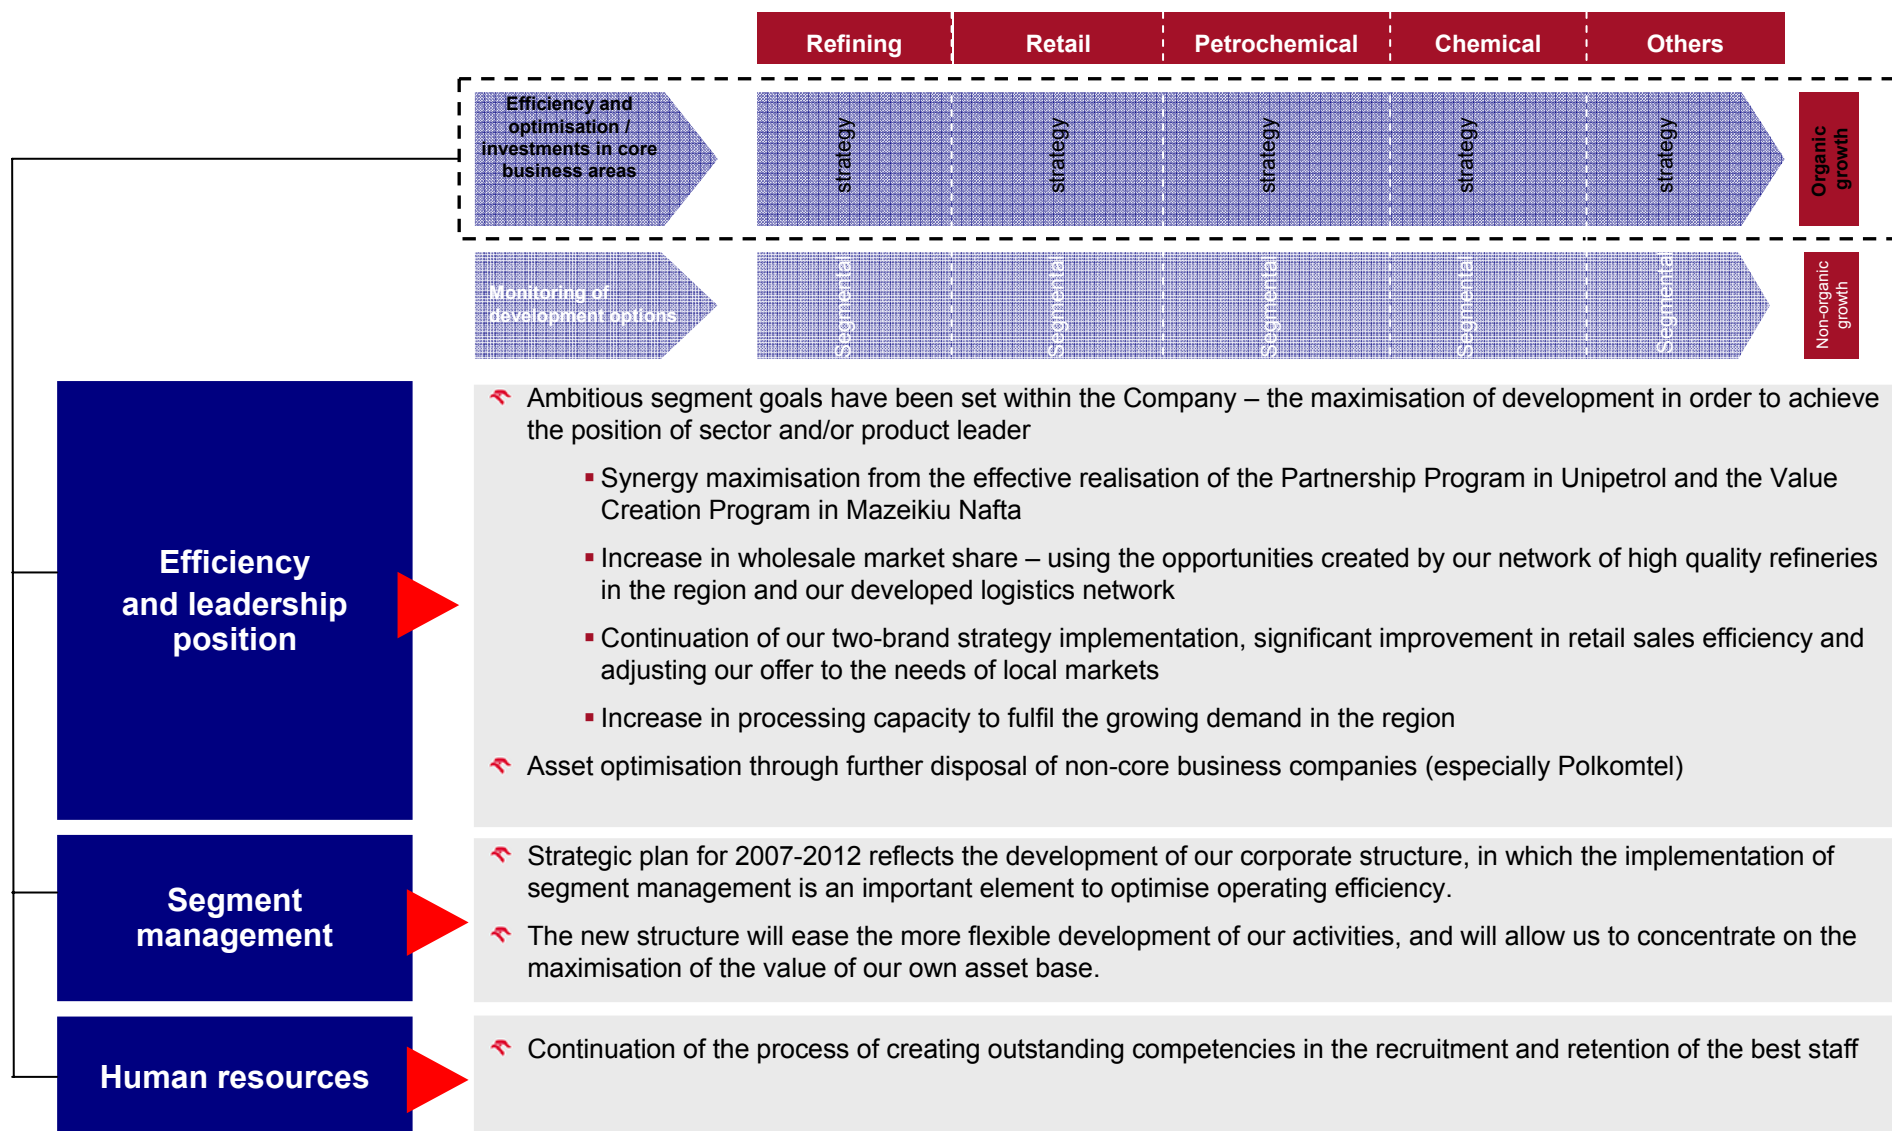 Refining Retail Petrochemical Chemical Others
Efficiency and
optimisation /
investments in core
business areas
strategy strategy strategy strategy strategy
Organic
growth
Monitoring of
development options
Segmental Segmental Segmental Segmental Segmental
Non-organic
growth
Efficiency
and leadership
position
Ambitious segment goals have been set within the Company – the maximisation of development in order to achieve
the position of sector and/or product leader
Synergy maximisation from the effective realisation of the Partnership Program in Unipetrol and the Value
Creation Program in Mazeikiu Nafta
Increase in wholesale market share – using the opportunities created by our network of high quality refineries
in the region and our developed logistics network
Continuation of our two-brand strategy implementation, significant improvement in retail sales efficiency and
adjusting our offer to the needs of local markets
Increase in processing capacity to fulfil the growing demand in the region
Asset optimisation through further disposal of non-core business companies (especially Polkomtel)
Segment
management
Strategic plan for 2007-2012 reflects the development of our corporate structure, in which the implementation of
segment management is an important element to optimise operating efficiency.
The new structure will ease the more flexible development of our activities, and will allow us to concentrate on the
maximisation of the value of our own asset base.
Human resources
Continuation of the process of creating outstanding competencies in the recruitment and retention of the best staff